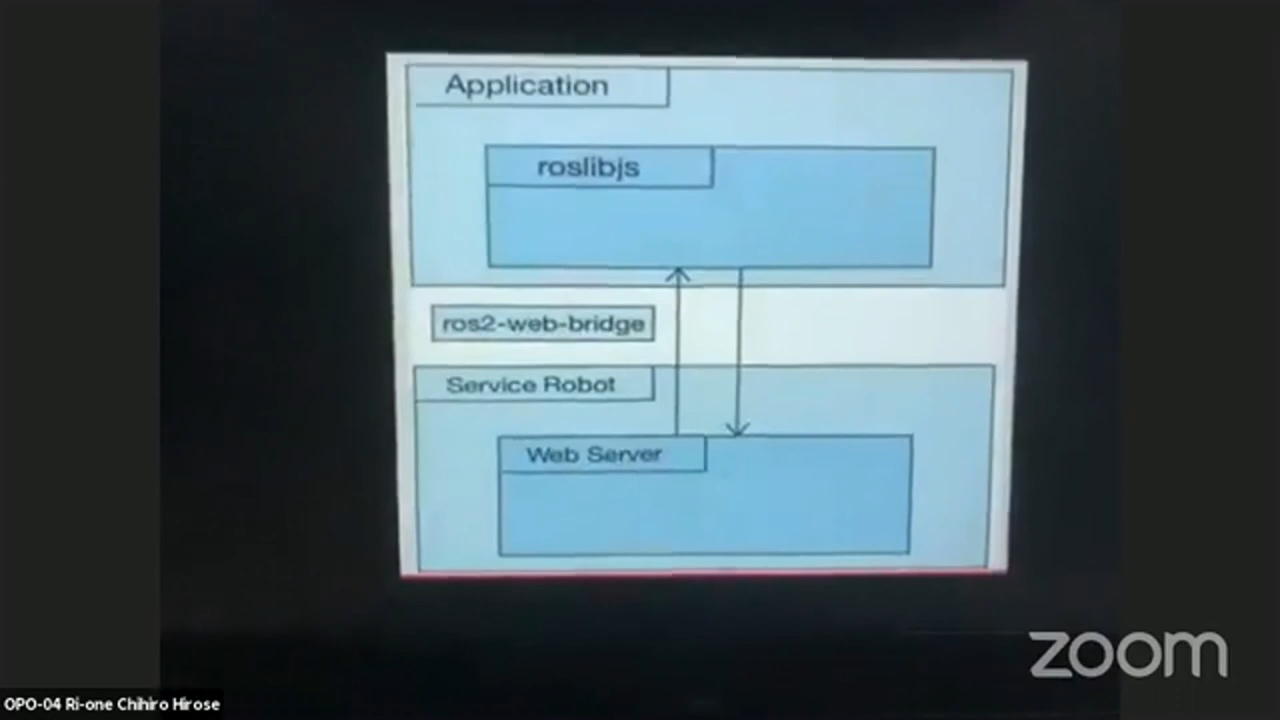 Application
roslibjs
ros2-web-bridge
Service Robot
Web Server
zoom
OPO-04 Ri-one Chihiro Hirose